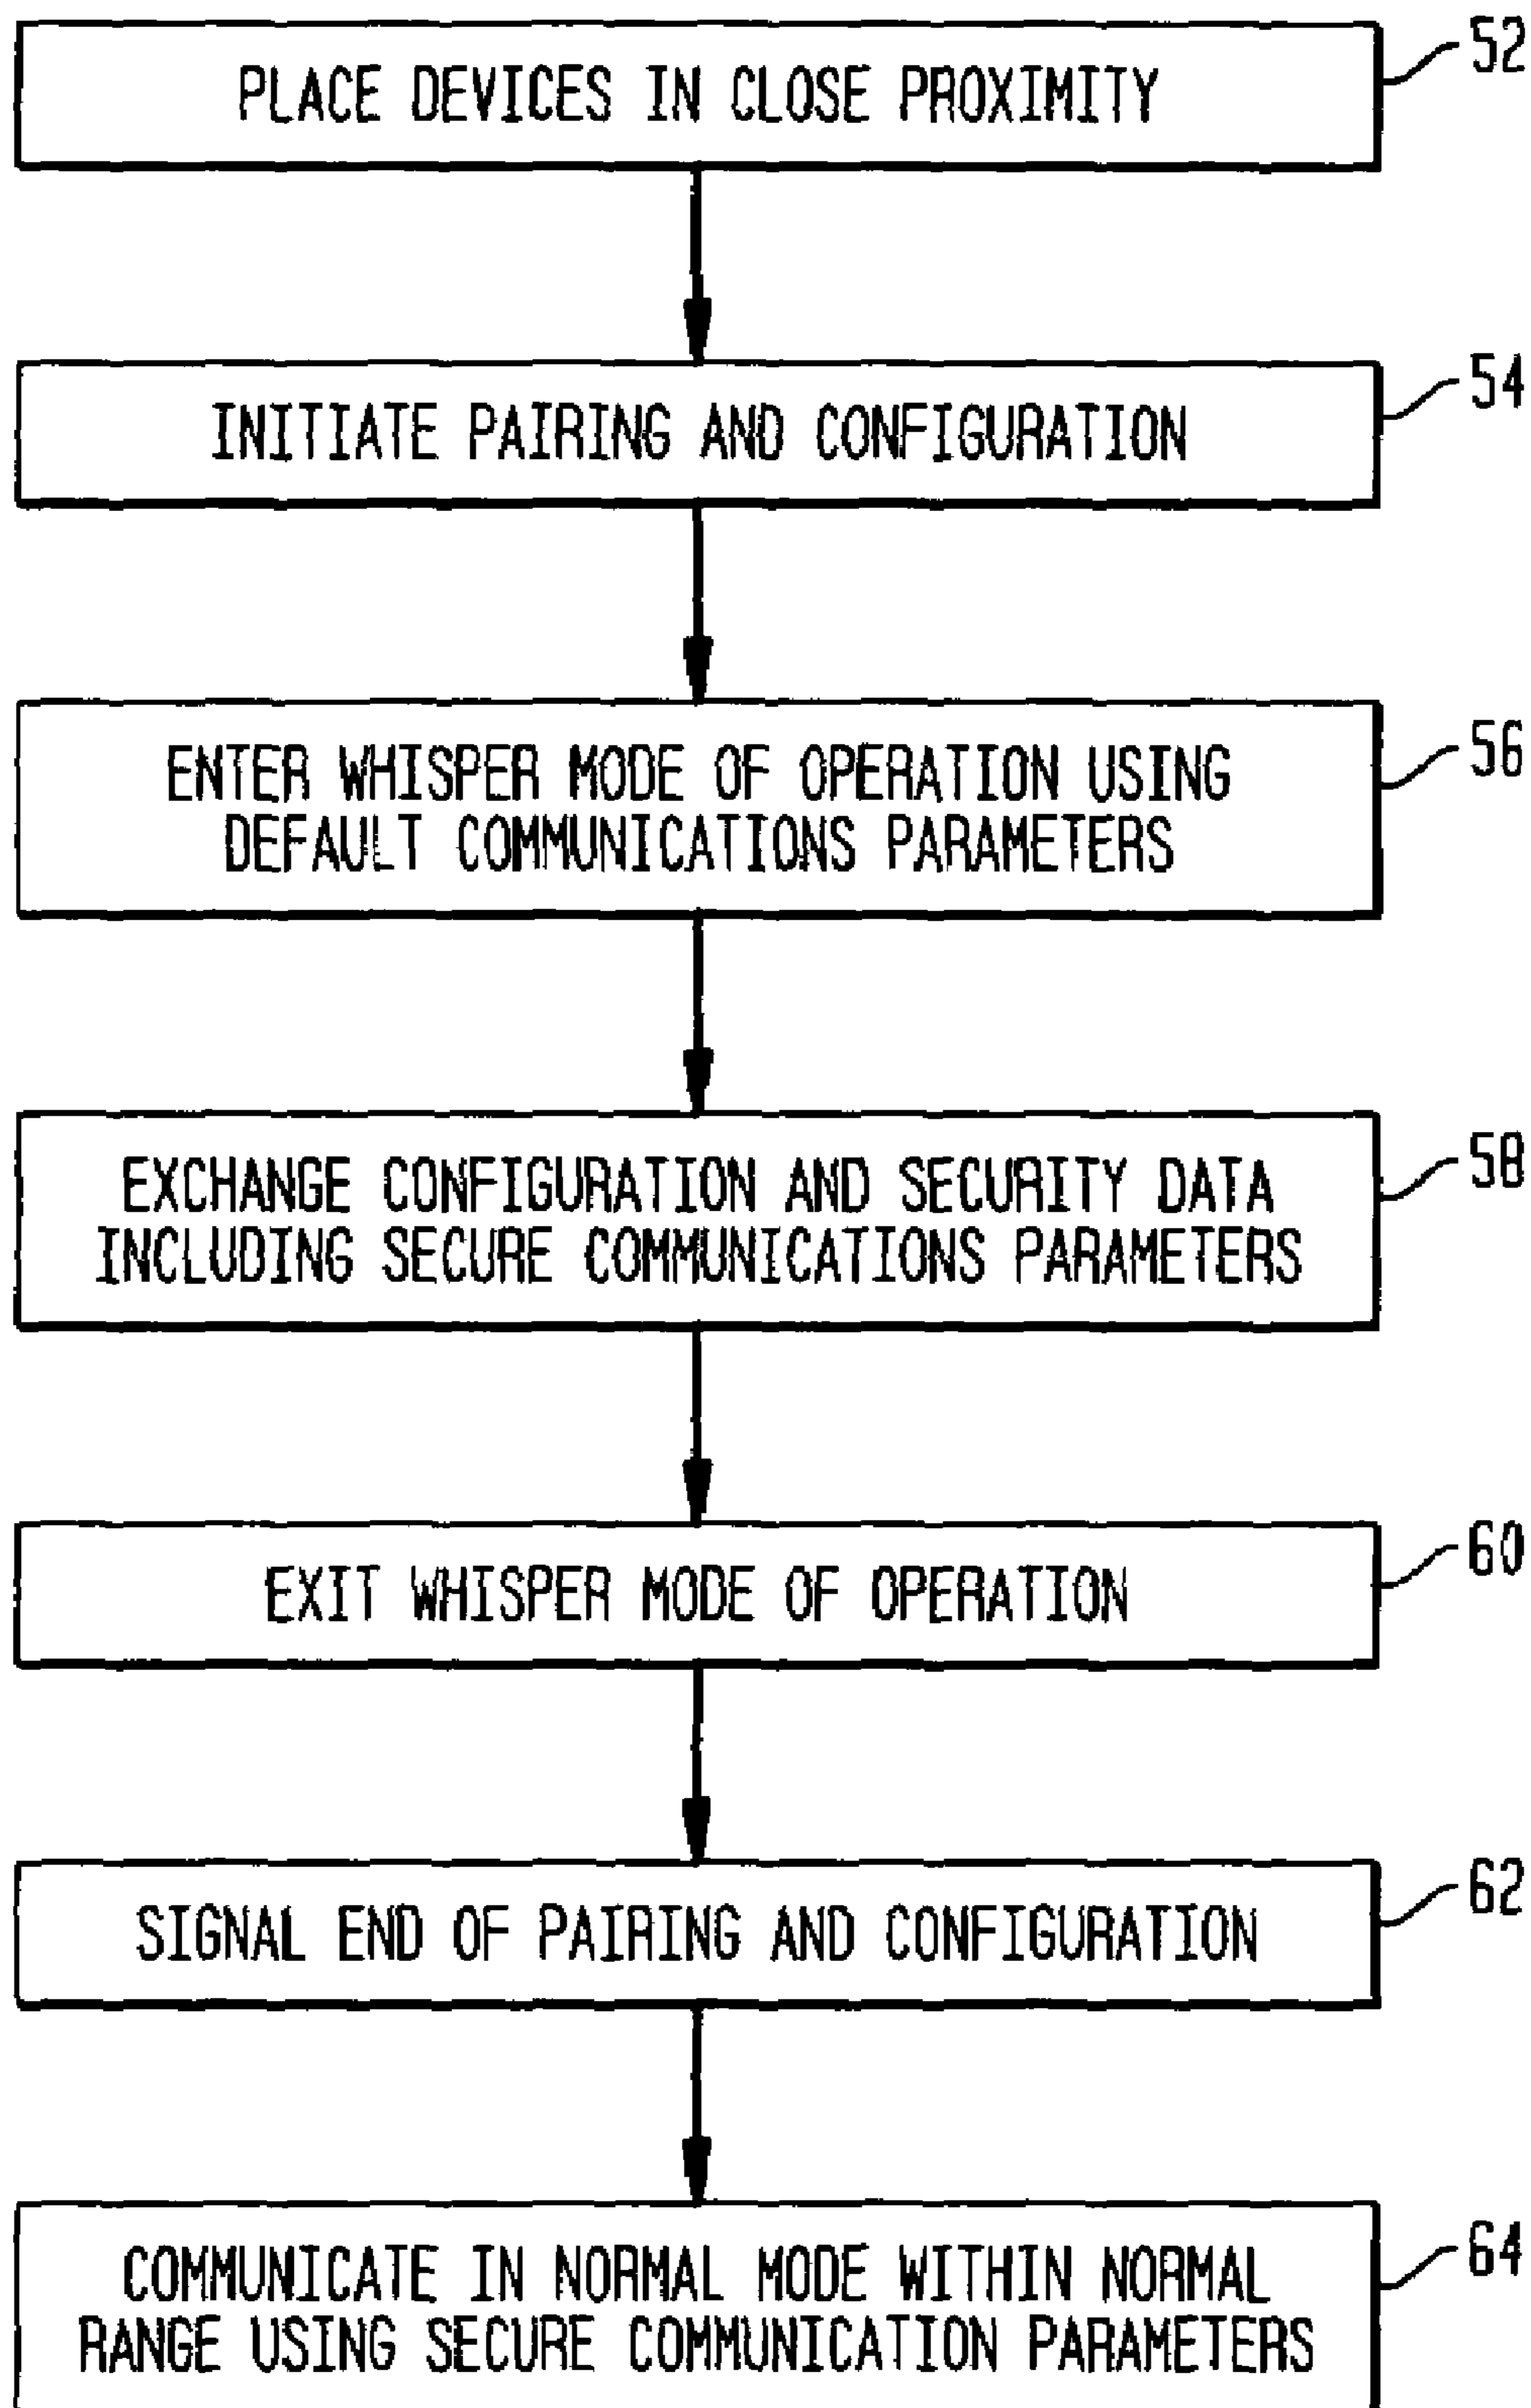 PLACE DEVICES IN CLOSE PROXIMITY
52
INITIATE PAIRING AND CONFIGURATION
54
ENTER WHISPER MODE OF OPERATION USING
DEFAULT COMMUNICATIONS PARAMETERS
56
EXCHANGE CONFIGURATION AND SECURITY DATA
INCLUDING SECURE COMMUNICATIONS PARAMETERS
58
EXIT WHISPER MODE OF OPERATION
60
SIGNAL END OF PAIRING AND CONFIGURATION
62
COMMUNICATE IN NORMAL MODE WITHIN NORMAL
RANGE USING SECURE COMMUNICATION PARAMETERS
64